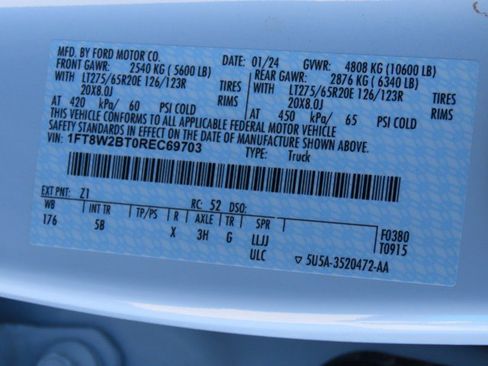 MFD. BY FORD MOTOR CO.
DATE: 01/24 GVWR: 4808 KG (10600 LB)
FRONT GAWR: 2540 KG (5600 LB) REAR GAWR: 2876 KG (6340 LB)
WITH LT275/65R20E 126/123R TIRES WITH LT275/65R20E 126/123R TIRES
20X8.0J RIMS 20X8.0J RIMS
AT 420 kPa/ 60 PSI COLD AT 450 kPa/ 65 PSI COLD
THIS VEHICLE CONFORMS TO ALL APPLICABLE FEDERAL MOTOR VEHICLE
SAFETY STANDARDS IN EFFECT ON THE DATE OF MANUFACTURE SHOWN ABOVE.
VIN: 1FT8W2BT0REC69703 TYPE: Truck
EXT PNT: Z1 RC: 52 DSO:
WB INT TR TP/PS R AXLE TR SPR F0380
176 5B X 3H G LLJJ T0915
ULC ▽ 5U5A-3520472-AA